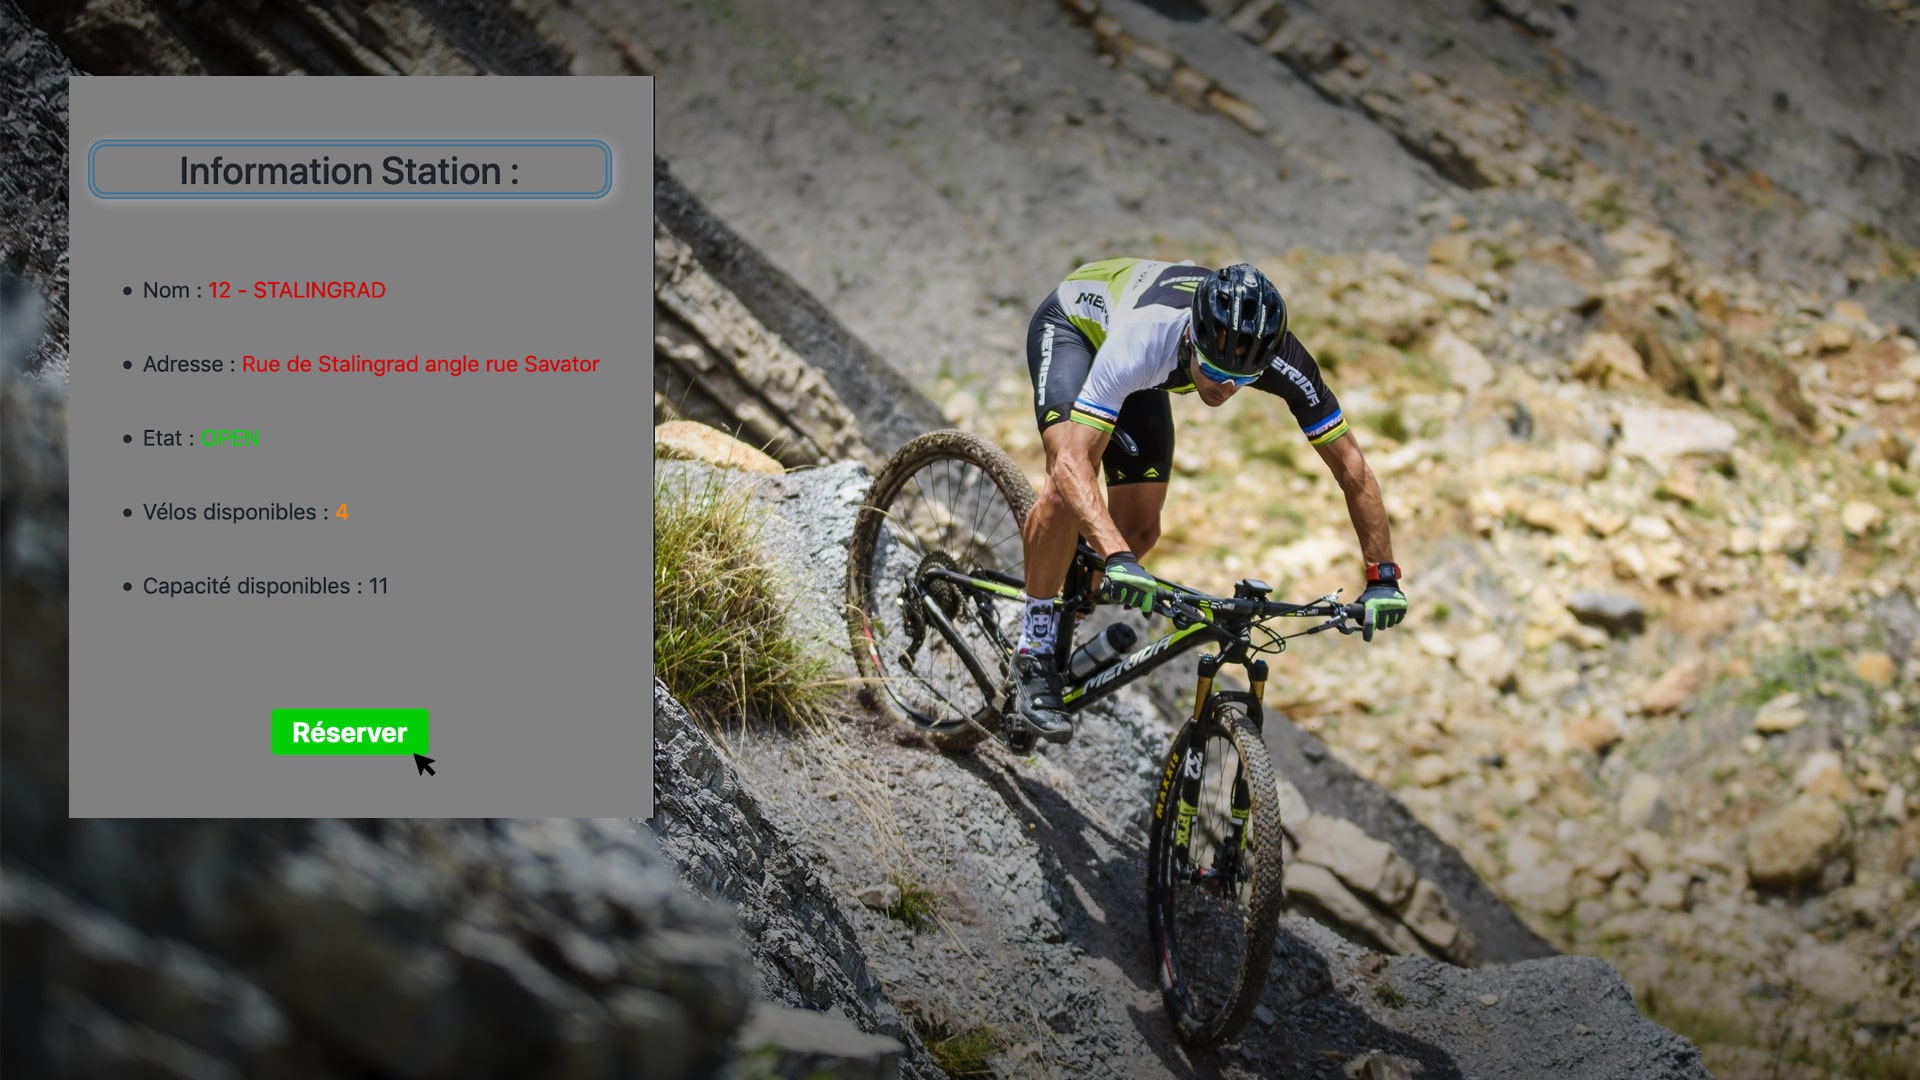 Information Station :
Nom : 12 - STALINGRAD
Adresse : Rue de Stalingrad angle rue Savator
Etat : OPEN
Vélos disponibles : 4
Capacité disponibles : 11
Réserver
MERIDA
MERIDA
MAXXIS
FOX